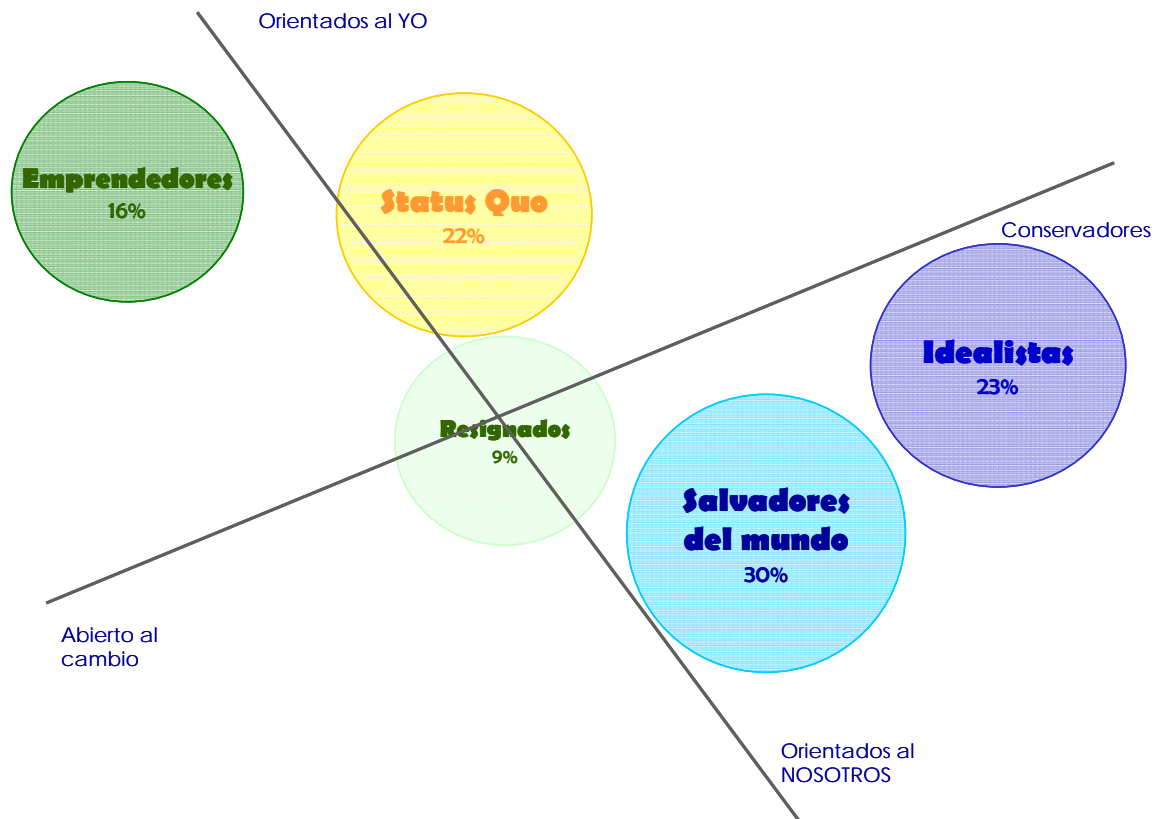 Orientados al YO
Emprendedores
16%
Status Quo
22%
Conservadores
Idealistas
23%
Resignados
9%
Salvadores
del mundo
30%
Abierto al
cambio
Orientados al
NOSOTROS